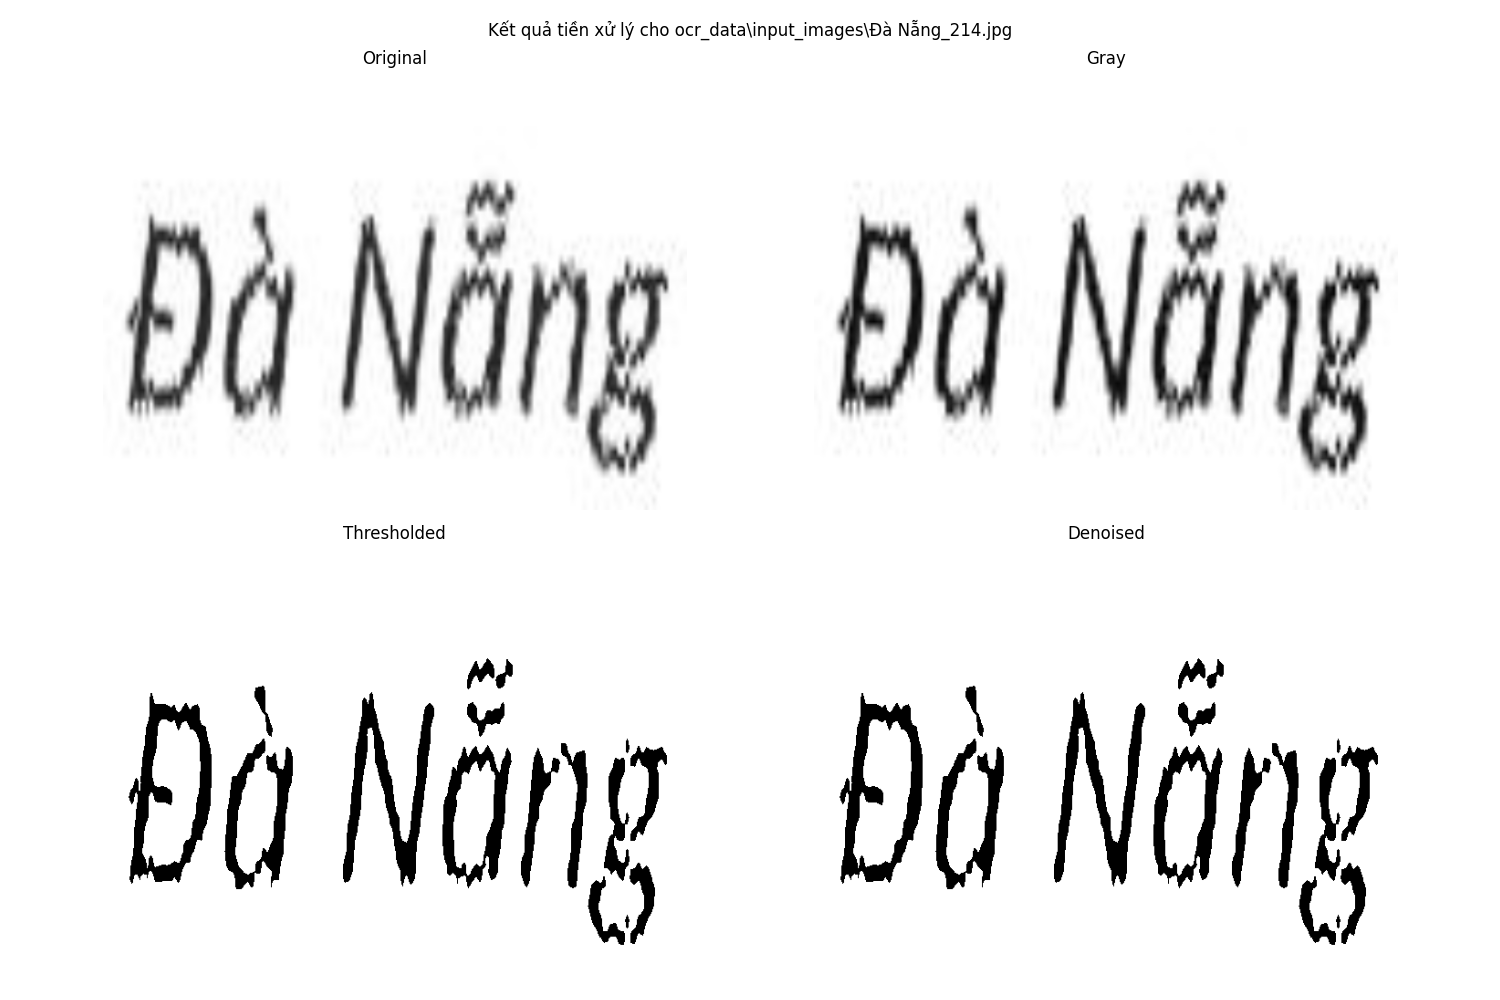 Kết quả tiền xử lý cho ocr_data\input_images\Đà Nẵng_214.jpg
Original
Gray
Đà Nẵng
Đà Nẵng
Thresholded
Denoised
Đà Nẵng
Đà Nẵng